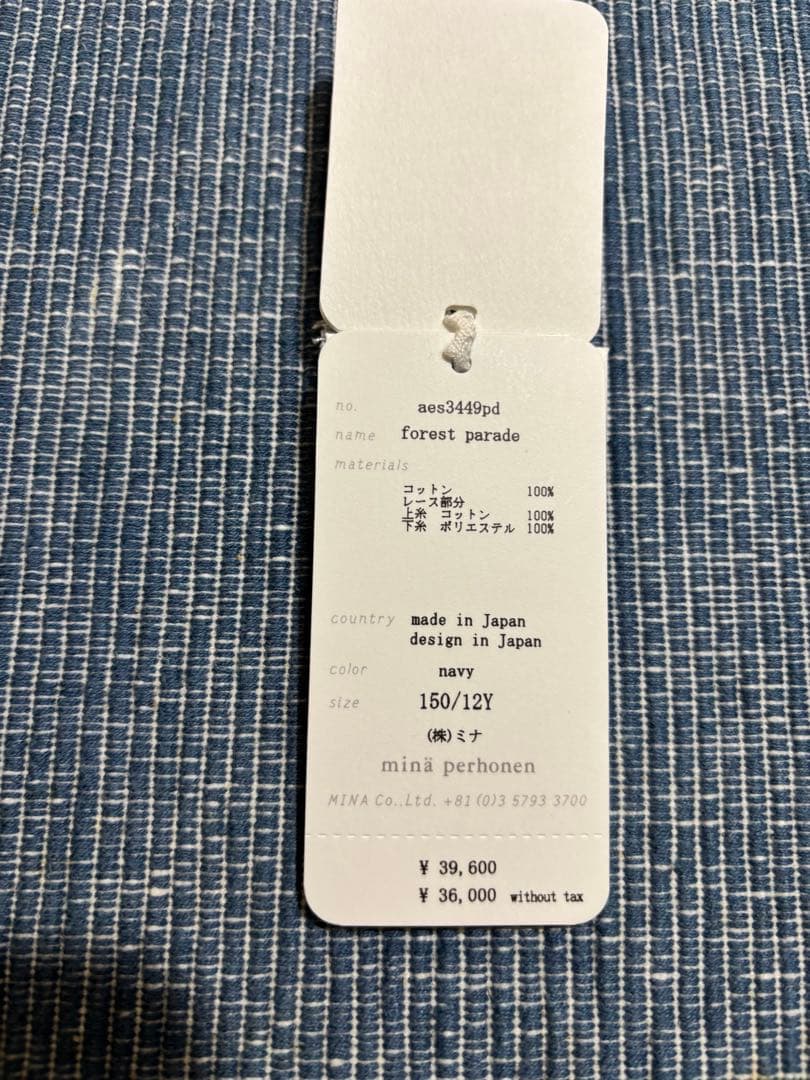 no. aes3449pd
name forest parade
materials
コットン 100%
レース部分
上糸 コットン 100%
下糸 ポリエステル 100%
country made in Japan
design in Japan
color navy
size 150/12Y
(株)ミナ
minä perhonen
MINA Co.,Ltd. +81(0)3 5793 3700
¥ 39,600
¥ 36,000 without tax